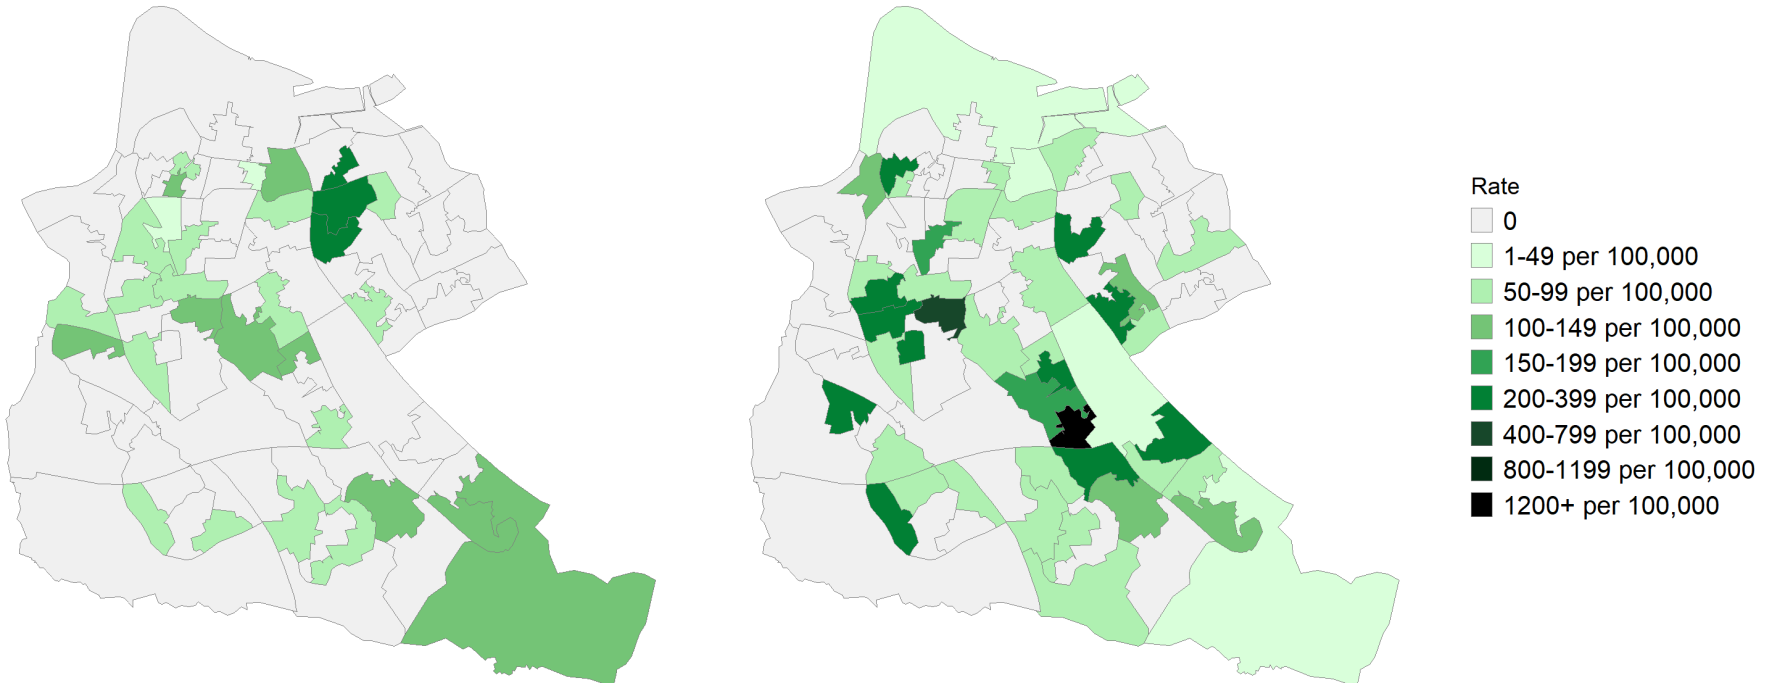 Rate
0
1-49 per 100,000
50-99 per 100,000
100-149 per 100,000
150-199 per 100,000
200-399 per 100,000
400-799 per 100,000
800-1199 per 100,000
1200+ per 100,000